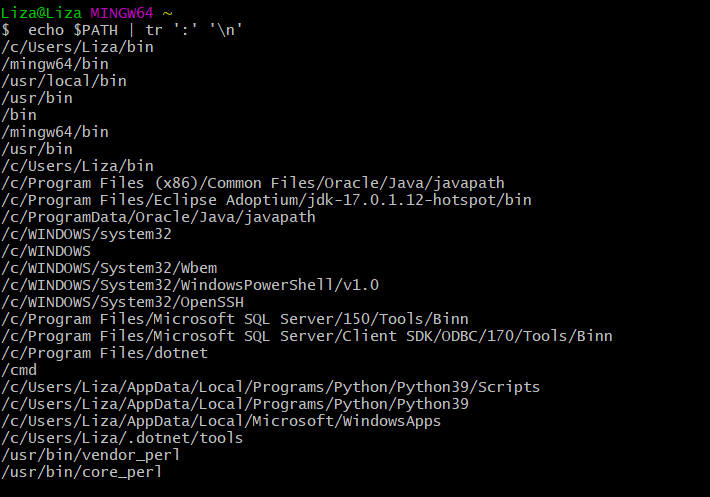 Liza@Liza MINGW64 ~
$  echo $PATH | tr ':' '\n'
/c/Users/Liza/bin
/mingw64/bin
/usr/local/bin
/usr/bin
/bin
/mingw64/bin
/usr/bin
/c/Users/Liza/bin
/c/Program Files (x86)/Common Files/Oracle/Java/javapath
/c/Program Files/Eclipse Adoptium/jdk-17.0.1.12-hotspot/bin
/c/ProgramData/Oracle/Java/javapath
/c/WINDOWS/system32
/c/WINDOWS
/c/WINDOWS/System32/Wbem
/c/WINDOWS/System32/WindowsPowerShell/v1.0
/c/WINDOWS/System32/OpenSSH
/c/Program Files/Microsoft SQL Server/150/Tools/Binn
/c/Program Files/Microsoft SQL Server/Client SDK/ODBC/170/Tools/Binn
/c/Program Files/dotnet
/cmd
/c/Users/Liza/AppData/Local/Programs/Python/Python39/Scripts
/c/Users/Liza/AppData/Local/Programs/Python/Python39
/c/Users/Liza/AppData/Local/Microsoft/WindowsApps
/c/Users/Liza/.dotnet/tools
/usr/bin/vendor_perl
/usr/bin/core_perl